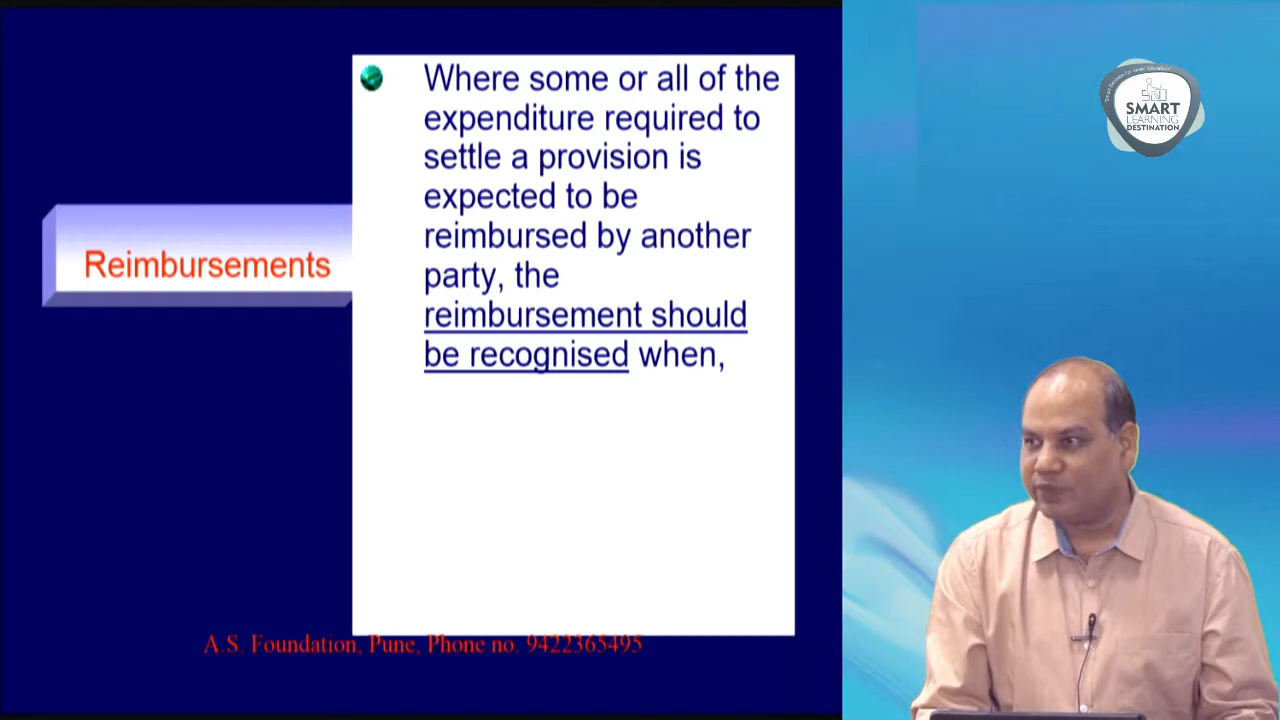 Where some or all of the
expenditure required to
settle a provision is
expected to be
reimbursed by another
party, the
reimbursement should
be recognised when,
Reimbursements
A.S. Foundation, Pune, Phone no. 9422365495
SMART
LEARNING
DESTINATION